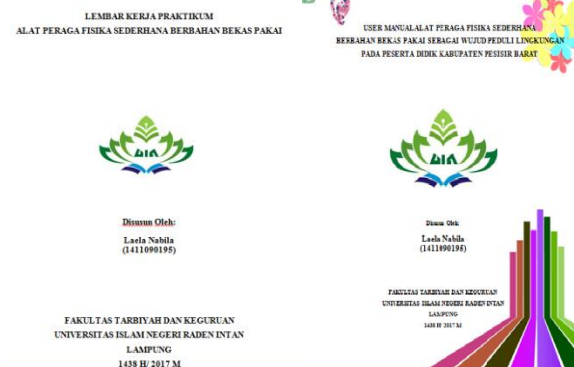 LEMBAR KERJA PRAKTIKUM
ALAT PERAGA FISIKA SEDERHANA BERBAHAN BEKAS PAKAI
Disusun Oleh:
Laela Nabila
(1411090195)
FAKULTAS TARBIYAH DAN KEGURUAN
UNIVERSITAS ISLAM NEGERI RADEN INTAN
LAMPUNG
1438 H/ 2017 M
USER MANUALALAT PERAGA FISIKA SEDERHANA
BERBAHAN BEKAS PAKAI SEBAGAI WUJUD PEDULI LINGKUNGAN
PADA PESERTA DIDIK KABUPATEN PESISIR BARAT
Disusun Oleh:
Laela Nabila
(1411090195)
FAKULTAS TARBIYAH DAN KEGURUAN
UNIVERSITAS ISLAM NEGERI RADEN INTAN
LAMPUNG
1438 H/ 2017 M